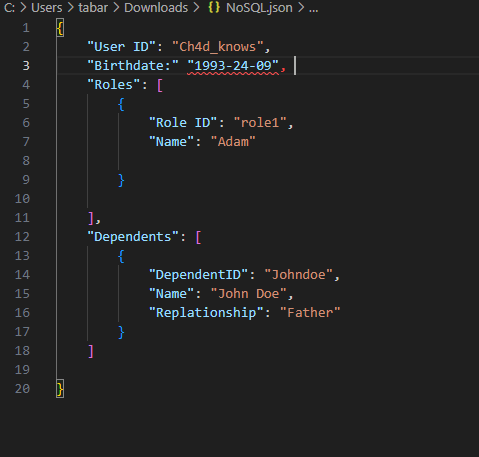 C: > Users > tabar > Downloads > {} NoSQL.json > ...
1 {
2 "User ID": "Ch4d_knows",
3 "Birthdate:" "1993-24-09",
4 "Roles": [
5 {
6 "Role ID": "role1",
7 "Name": "Adam"
8
9 }
10
11 ],
12 "Dependents": [
13 {
14 "DependentID": "Johndoe",
15 "Name": "John Doe",
16 "Replationship": "Father"
17 }
18 ]
19
20 }